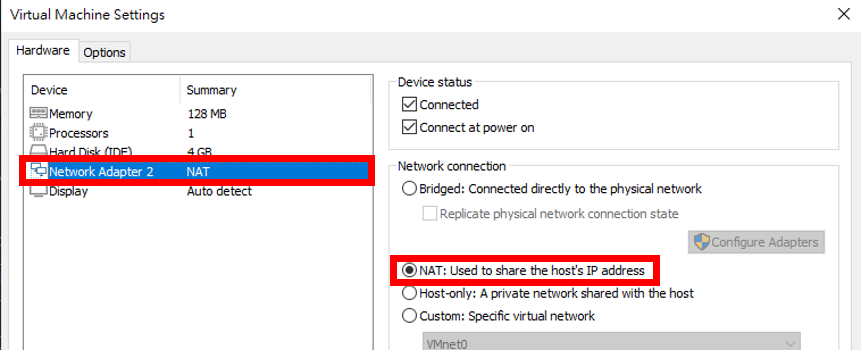 Virtual Machine Settings
Hardware
Options
Device Summary
Memory 128 MB
Processors 1
Hard Disk (IDE) 4 GB
Network Adapter 2 NAT
Display Auto detect
Device status
Connected
Connect at power on
Network connection
Bridged: Connected directly to the physical network
Replicate physical network connection state
Configure Adapters
NAT: Used to share the host's IP address
Host-only: A private network shared with the host
Custom: Specific virtual network
VMnet0